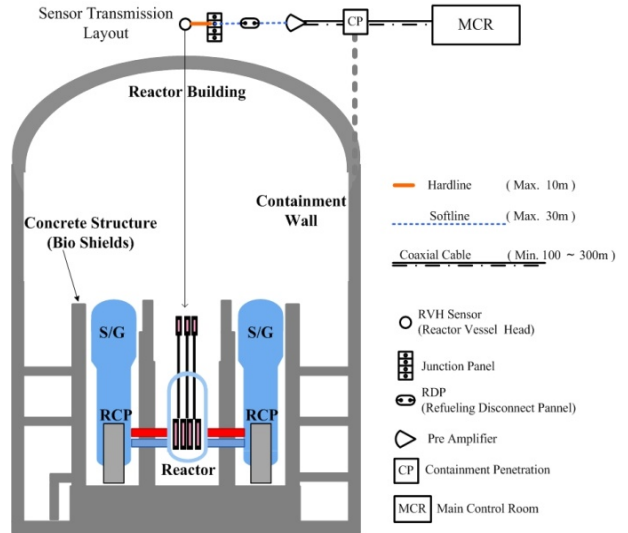 Sensor Transmission
Layout
CP
MCR
Reactor Building
Containment
Wall
Concrete Structure
(Bio Shields)
S/G
S/G
RCP
RCP
Reactor
Hardline ( Max. 10m )
Softline ( Max. 30m )
Coaxial Cable ( Min. 100 ~ 300m )
RVH Sensor
(Reactor Vessel Head)
Junction Panel
RDP
(Refueling Disconnect Pannel)
Pre Amplifier
CP Containment Penetration
MCR Main Control Room